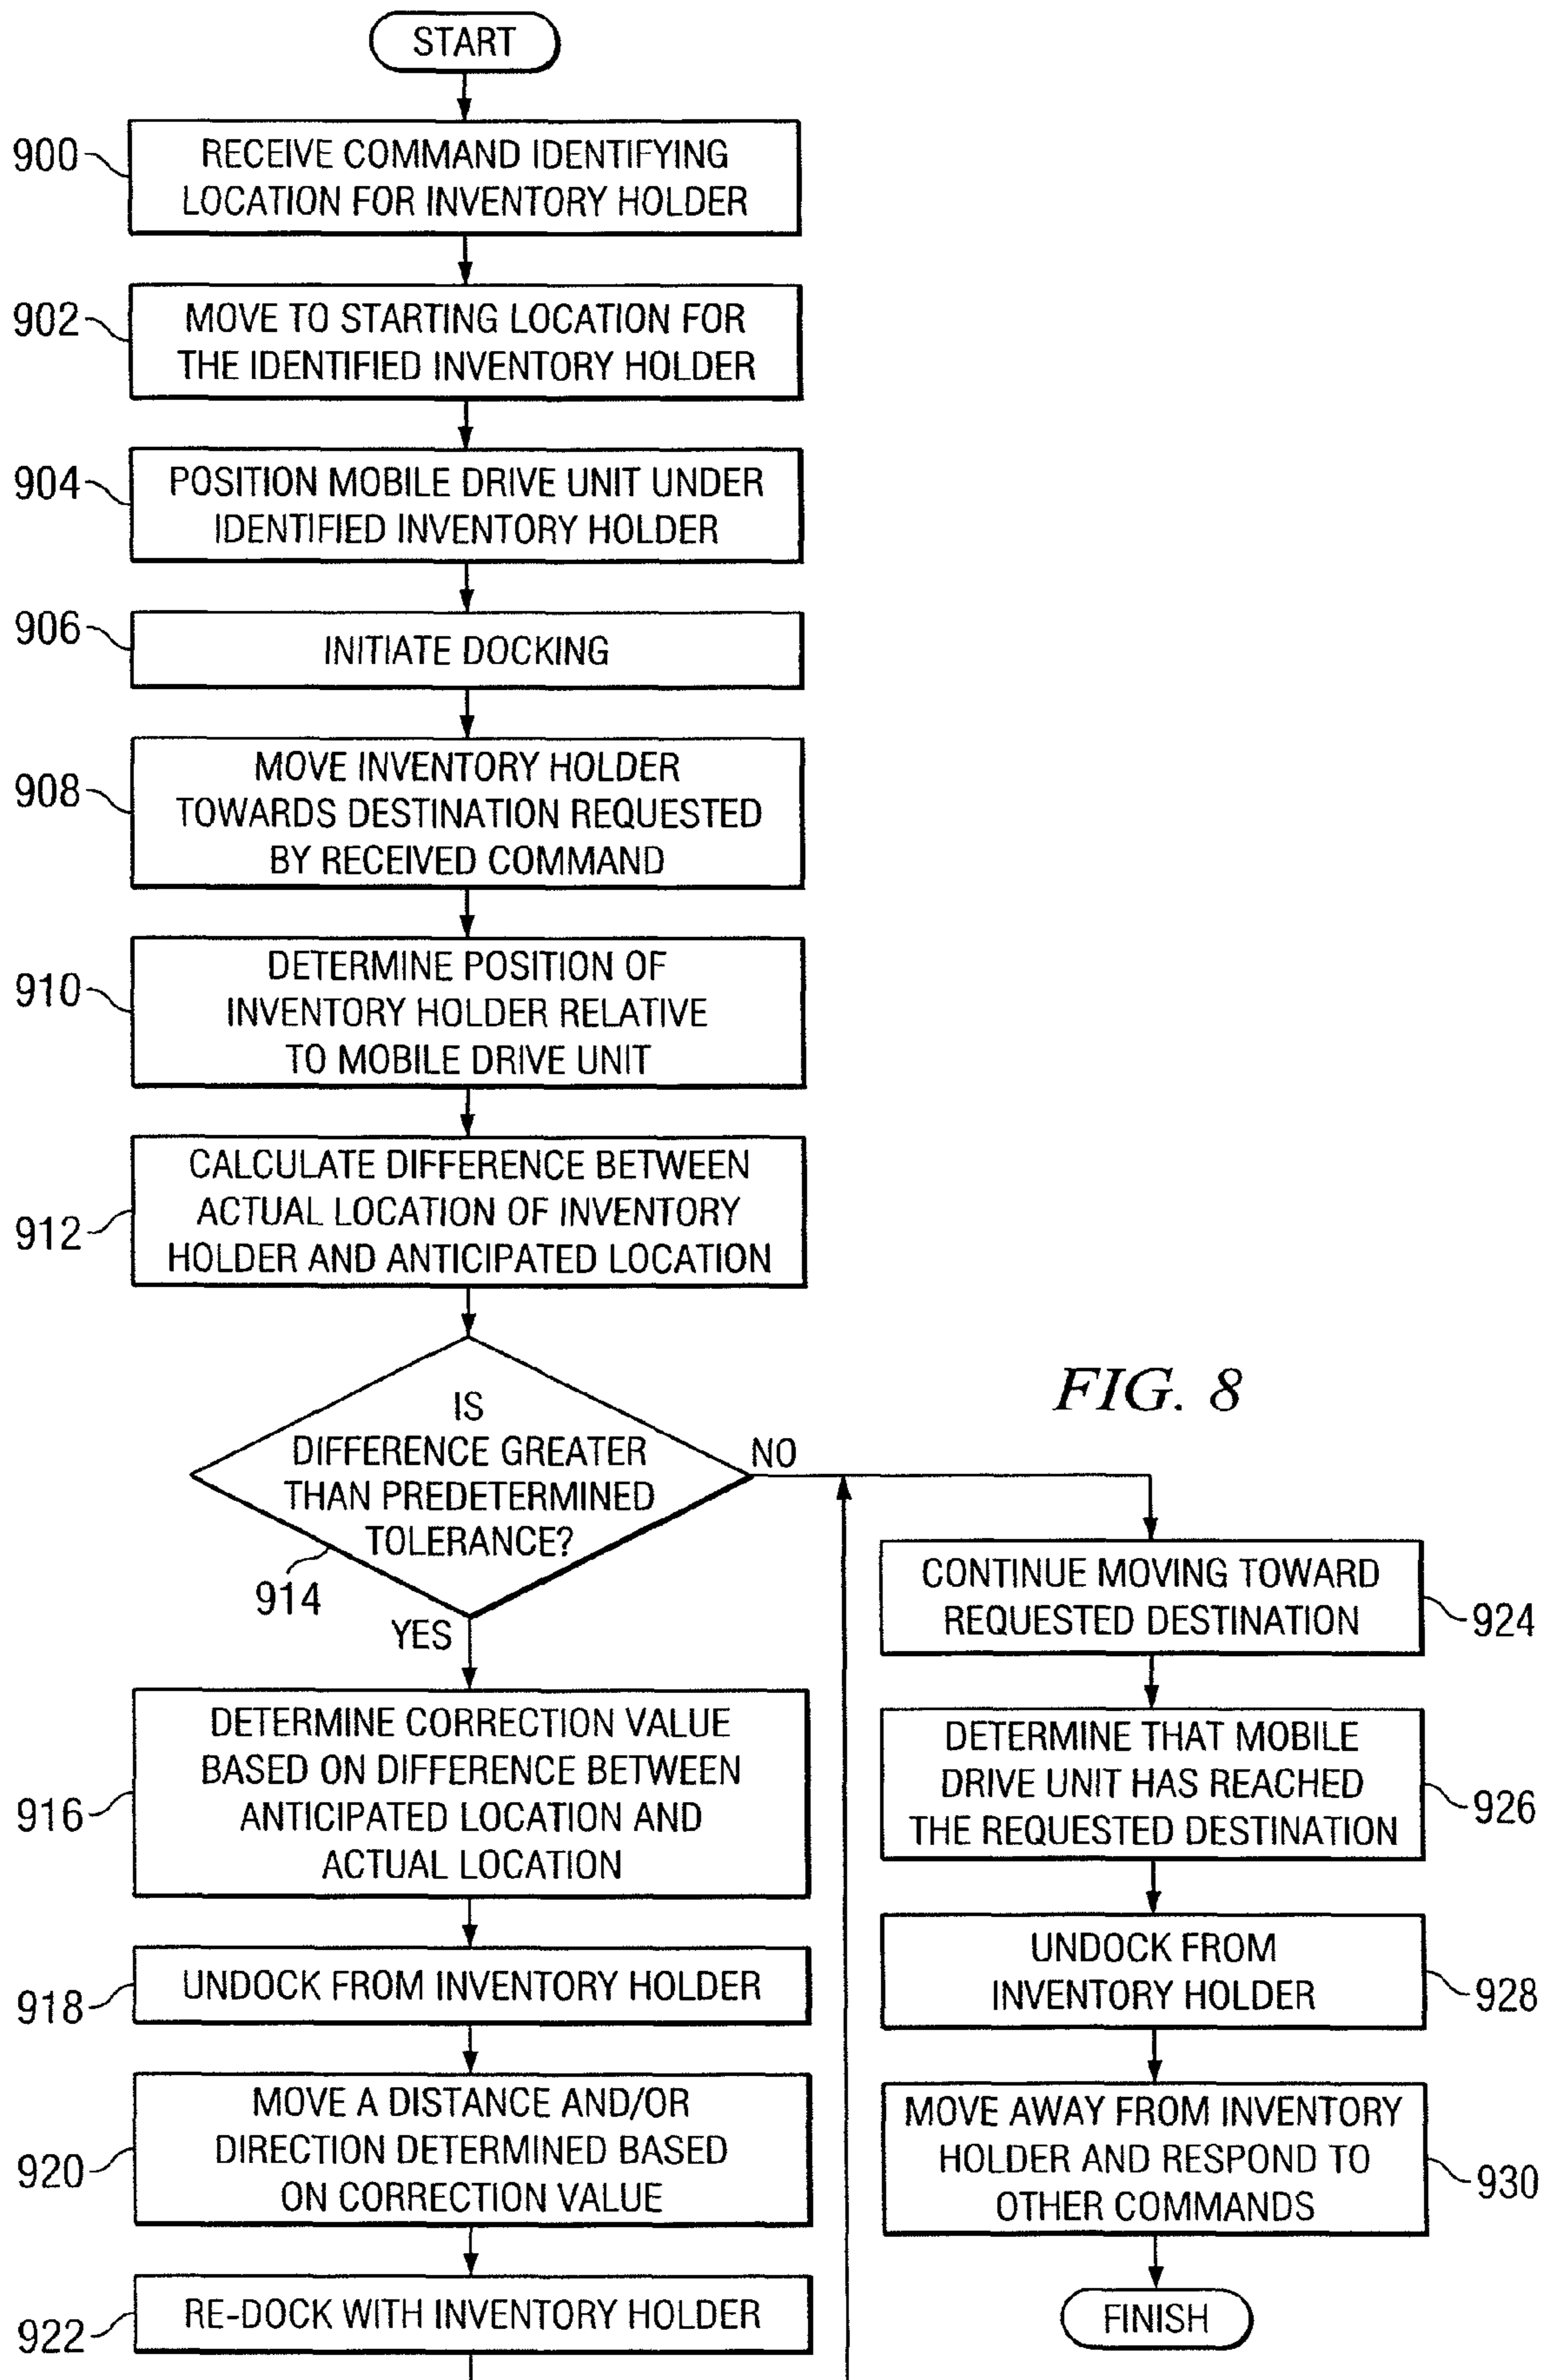 START
900
RECEIVE COMMAND IDENTIFYING
LOCATION FOR INVENTORY HOLDER
902
MOVE TO STARTING LOCATION FOR
THE IDENTIFIED INVENTORY HOLDER
904
POSITION MOBILE DRIVE UNIT UNDER
IDENTIFIED INVENTORY HOLDER
906
INITIATE DOCKING
908
MOVE INVENTORY HOLDER
TOWARDS DESTINATION REQUESTED
BY RECEIVED COMMAND
910
DETERMINE POSITION OF
INVENTORY HOLDER RELATIVE
TO MOBILE DRIVE UNIT
912
CALCULATE DIFFERENCE BETWEEN
ACTUAL LOCATION OF INVENTORY
HOLDER AND ANTICIPATED LOCATION
FIG. 8
IS
DIFFERENCE GREATER
THAN PREDETERMINED
TOLERANCE?
914
NO
YES
916
DETERMINE CORRECTION VALUE
BASED ON DIFFERENCE BETWEEN
ANTICIPATED LOCATION AND
ACTUAL LOCATION
918
UNDOCK FROM INVENTORY HOLDER
920
MOVE A DISTANCE AND/OR
DIRECTION DETERMINED BASED
ON CORRECTION VALUE
922
RE-DOCK WITH INVENTORY HOLDER
CONTINUE MOVING TOWARD
REQUESTED DESTINATION
924
DETERMINE THAT MOBILE
DRIVE UNIT HAS REACHED
THE REQUESTED DESTINATION
926
UNDOCK FROM
INVENTORY HOLDER
928
MOVE AWAY FROM INVENTORY
HOLDER AND RESPOND TO
OTHER COMMANDS
930
FINISH